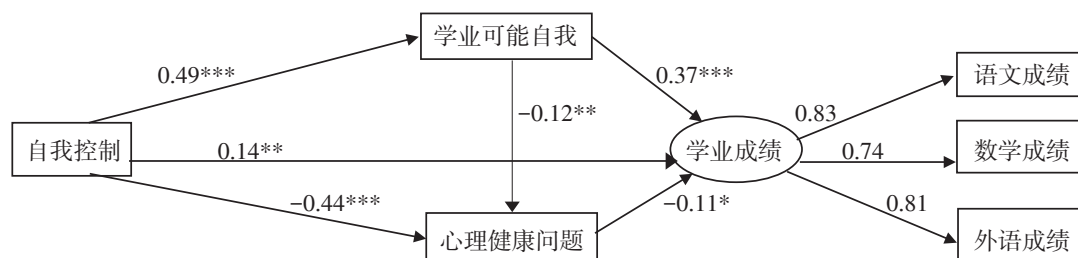 学业可能自我
0.49***
0.37***
语文成绩
-0.12**
0.83
自我控制
0.14**
学业成绩
0.74
数学成绩
-0.44***
-0.11*
0.81
心理健康问题
外语成绩